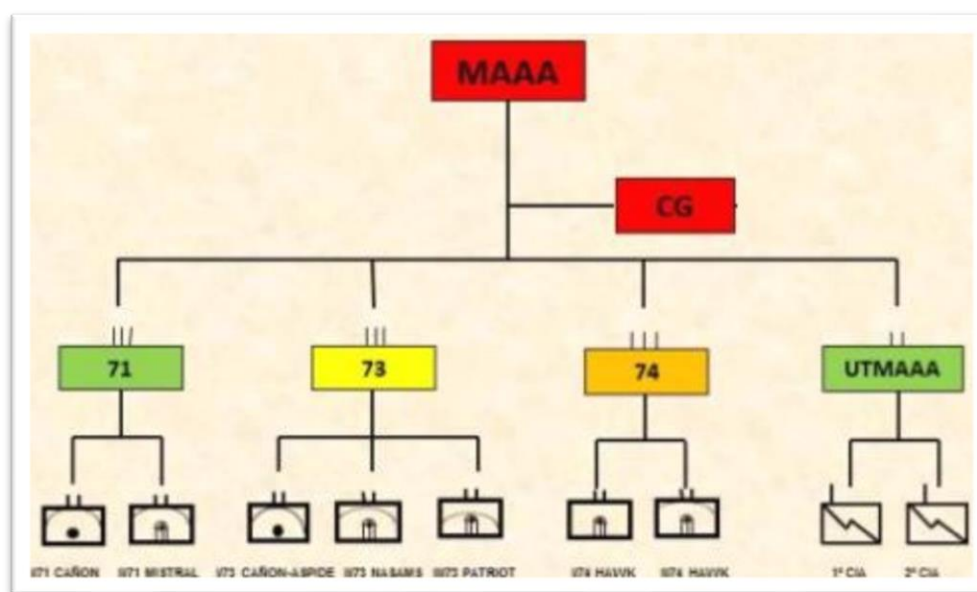 MAAA
CG
71
73
74
UTMAAA
I/71 CAÑON
II/71 MISTRAL
I/73 CAÑON-ASPIDE
II/73 NASAMS
III/73 PATRIOT
I/74 HAWK
II/74 HAWK
1ª CIA
2ª CIA